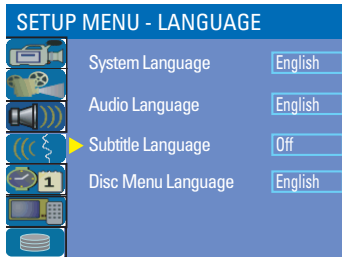 SETUP MENU - LANGUAGE
System Language English
Audio Language English
Subtitle Language Off
Disc Menu Language English
1